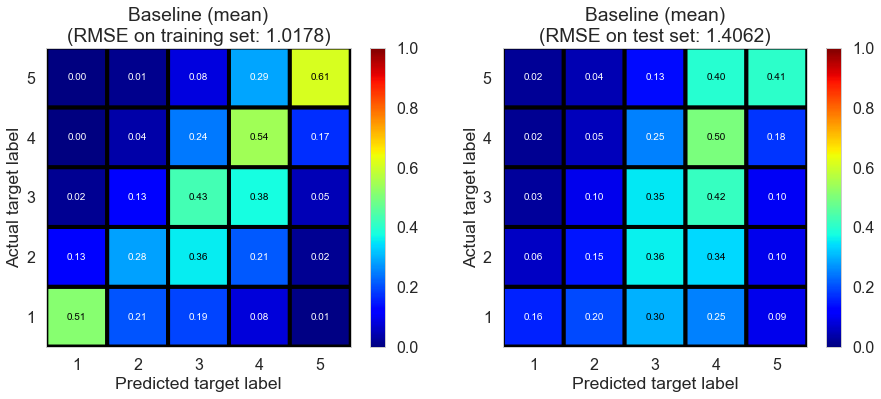 Baseline (mean)
(RMSE on training set: 1.0178)
Actual target label
5 0.00 0.01 0.08 0.29 0.61
4 0.00 0.04 0.24 0.54 0.17
3 0.02 0.13 0.43 0.38 0.05
2 0.13 0.28 0.36 0.21 0.02
1 0.51 0.21 0.19 0.08 0.01
1 2 3 4 5
Predicted target label
1.0
0.8
0.6
0.4
0.2
0.0
Baseline (mean)
(RMSE on test set: 1.4062)
Actual target label
5 0.02 0.04 0.13 0.40 0.41
4 0.02 0.05 0.25 0.50 0.18
3 0.03 0.10 0.35 0.42 0.10
2 0.06 0.15 0.36 0.34 0.10
1 0.16 0.20 0.30 0.25 0.09
1 2 3 4 5
Predicted target label
1.0
0.8
0.6
0.4
0.2
0.0